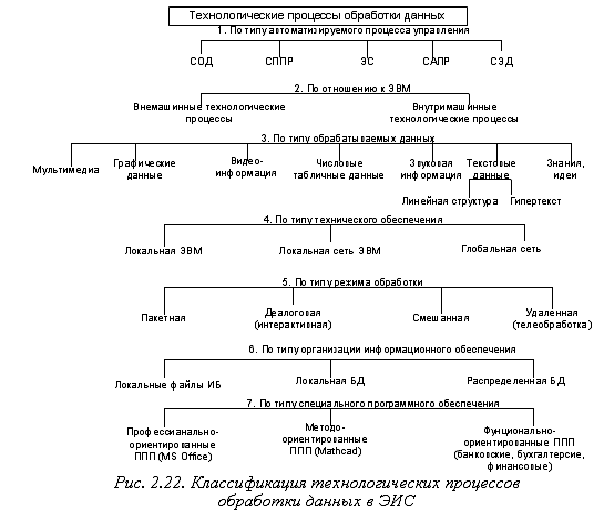 Технологические процессы обработки данных
1. По типу автоматизируемого процесса управления
СОД СППР ЭС САПР СЭД
2. По отношению к ЭВМ
Внемашинные технологические процессы
Внутримашинные технологические процессы
3. По типу обрабатываемых данных
Мультимедиа
Графические данные
Видео-
информация
Числовые табличные данные
Звуковая информация
Текстовые данные
Знания, идеи
Линейная структура Гипертекст
4. По типу технического обеспечения
Локальная ЭВМ Локальная сеть ЭВМ Глобальная сеть
5. По типу режима обработки
Пакетная
Деалоговая (интерактивная)
Смешанная
Удаленная (телеобработка)
6. По типу организации информационного обеспечения
Локальные файлы ИБ Локальная БД Распределенная БД
7. По типу специального программного обеспечения
Профессианально-
ориентированные
ППП (MS Office)
Методо-
ориентированные
ППП (Mathcad)
Фунционально-
ориентированные ППП
(банковские, бухгалтерсие,
финансовые)
Рис. 2.22. Классификация технологических процессов
обработки данных в ЭИС